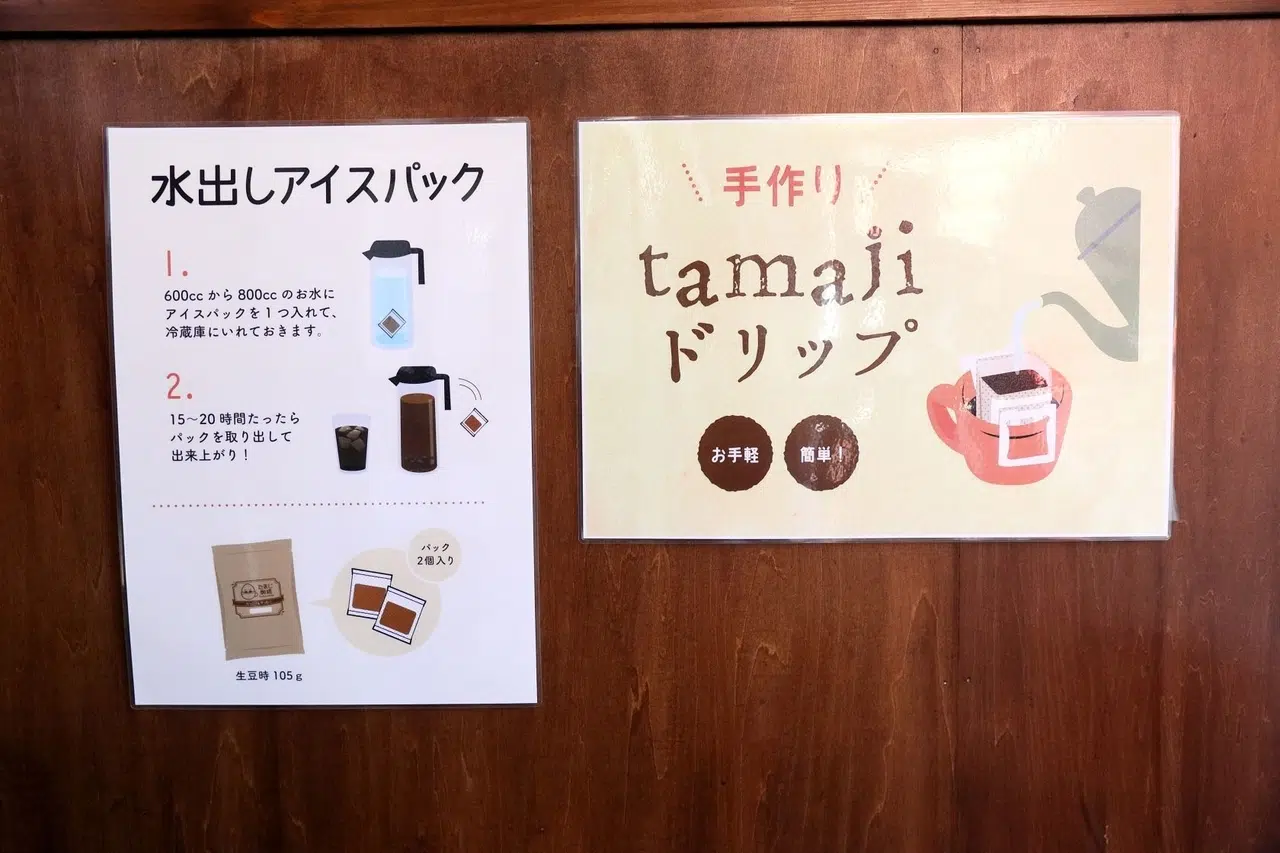 水出しアイスパック
1.
600cc から 800cc のお水に
アイスパックを1つ入れて、
冷蔵庫にいれておきます。
2.
15～20 時間たったら
パックを取り出して
出来上がり！
パック
2個入り
生豆時 105g
手作り
tamaji
ドリップ
お手軽
簡単！